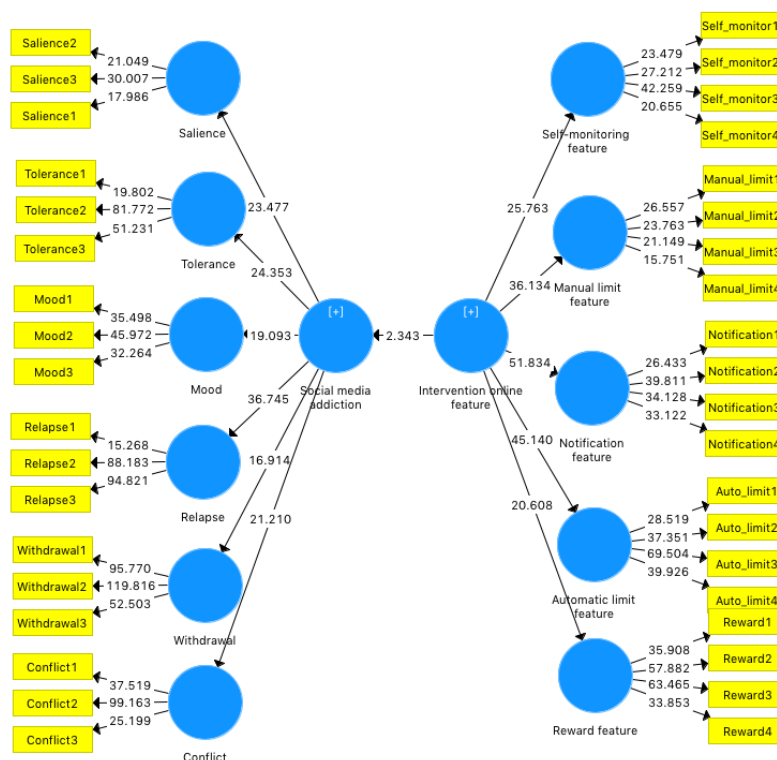 Salience2
Salience3
Salience1
21.049
30.007
17.986
Salience
Tolerance1
Tolerance2
Tolerance3
19.802
81.772
51.231
Tolerance
Mood1
Mood2
Mood3
35.498
45.972
32.264
Mood
Relapse1
Relapse2
Relapse3
15.268
88.183
94.821
Relapse
Withdrawal1
Withdrawal2
Withdrawal3
95.770
119.816
52.503
Withdrawal
Conflict1
Conflict2
Conflict3
37.519
99.163
25.199
Conflict
23.477
24.353
19.093
36.745
16.914
21.210
[+]
Social media
addiction
2.343
[+]
Intervention online
feature
25.763
36.134
51.834
45.140
20.608
Self-monitoring
feature
23.479
27.212
42.259
20.655
Self_monitor1
Self_monitor2
Self_monitor3
Self_monitor4
Manual limit
feature
26.557
23.763
21.149
15.751
Manual_limit1
Manual_limit2
Manual_limit3
Manual_limit4
Notification
feature
26.433
39.811
34.128
33.122
Notification1
Notification2
Notification3
Notification4
Automatic limit
feature
28.519
37.351
69.504
39.926
Auto_limit1
Auto_limit2
Auto_limit3
Auto_limit4
Reward feature
35.908
57.882
63.465
33.853
Reward1
Reward2
Reward3
Reward4